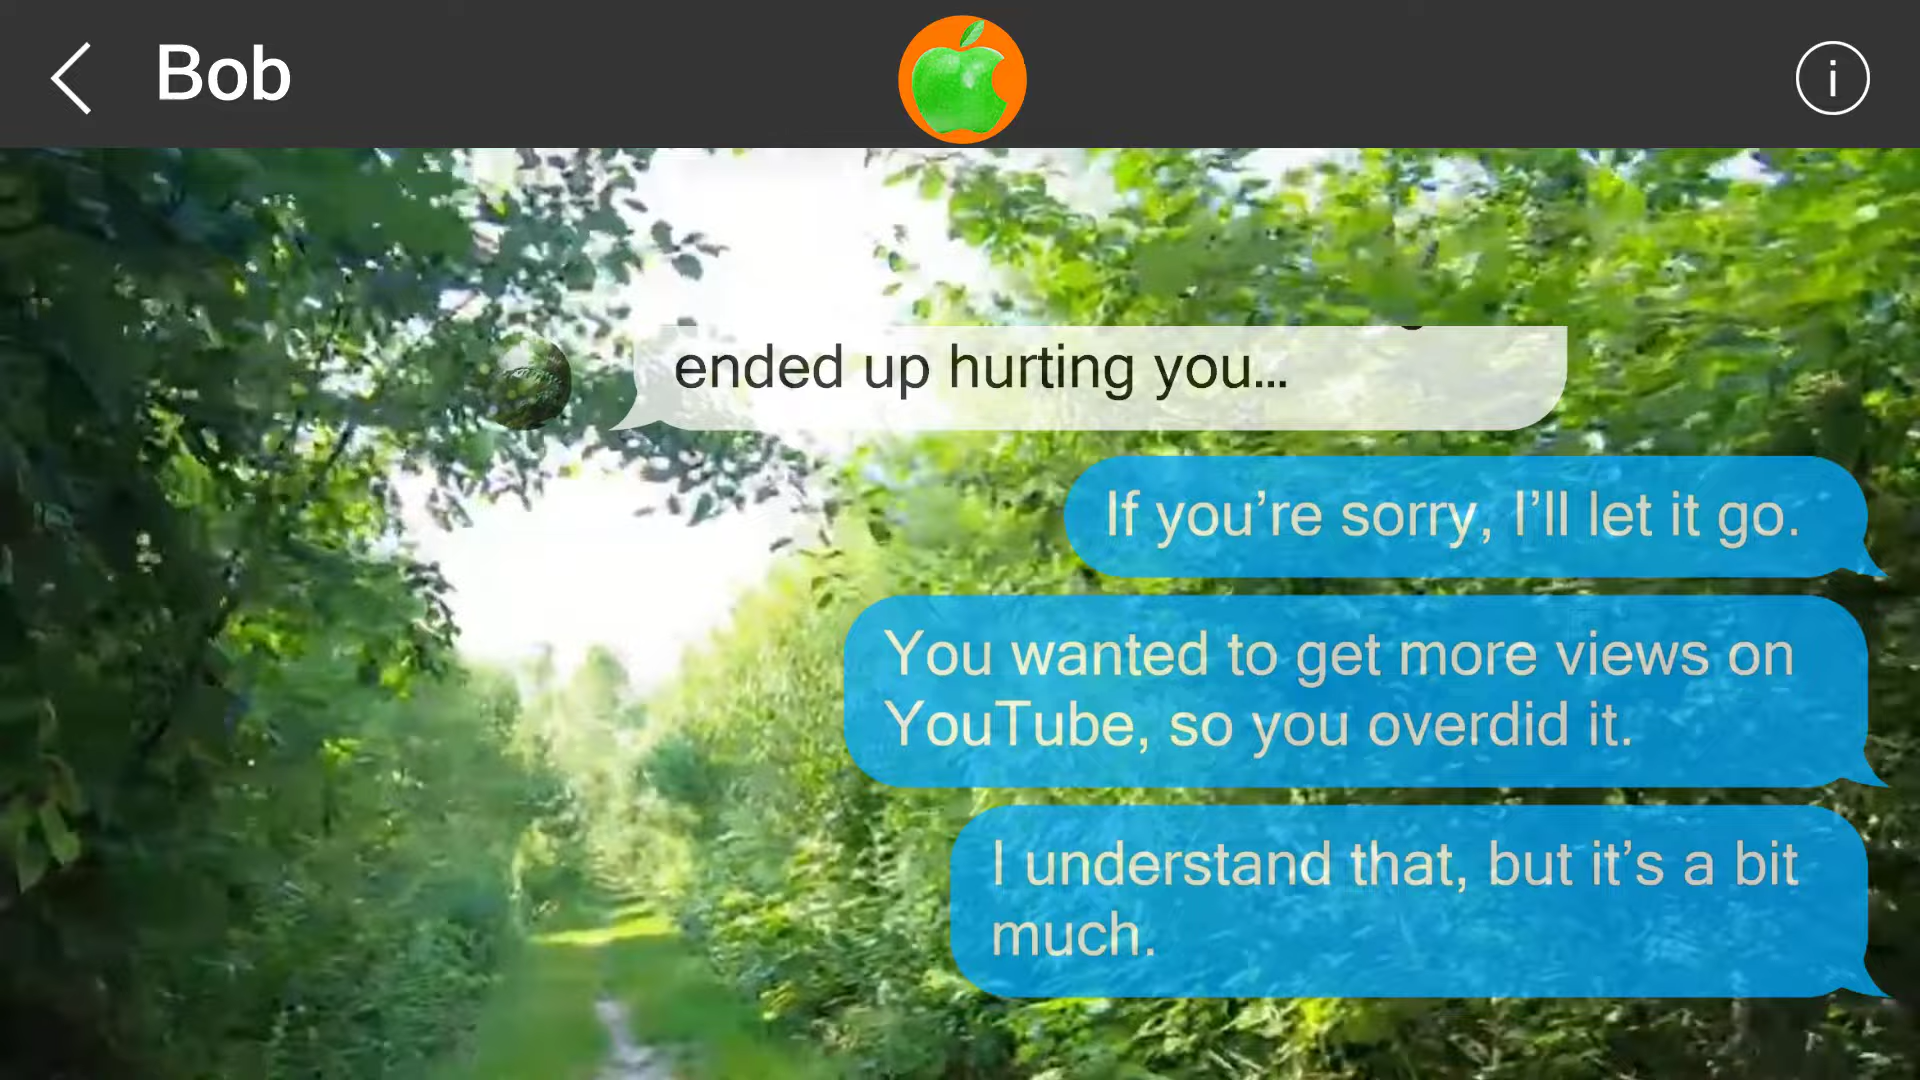 Bob
ended up hurting you...
If you’re sorry, I’ll let it go.
You wanted to get more views on
YouTube, so you overdid it.
I understand that, but it’s a bit
much.